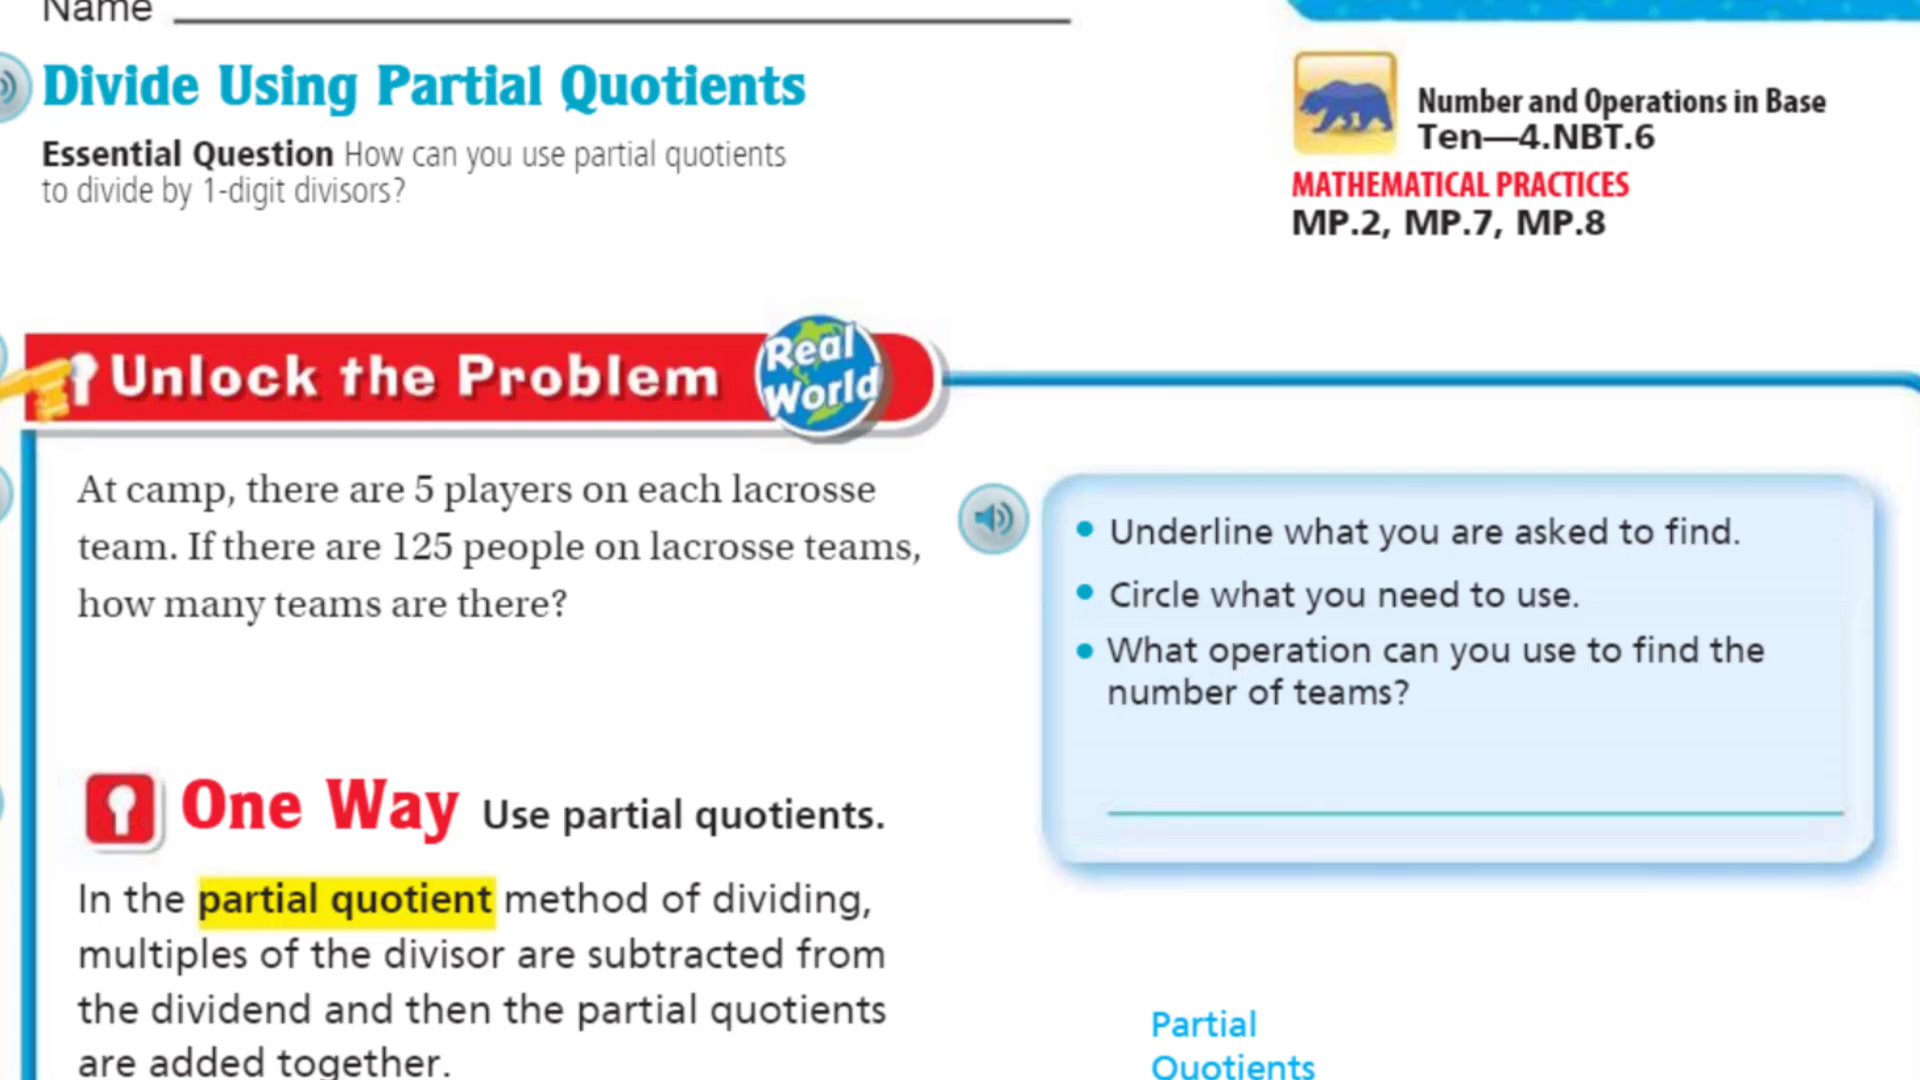 Name
Divide Using Partial Quotients
Essential Question How can you use partial quotients
to divide by 1-digit divisors?
Number and Operations in Base
Ten—4.NBT.6
MATHEMATICAL PRACTICES
MP.2, MP.7, MP.8
Unlock the Problem
Real
World
At camp, there are 5 players on each lacrosse
team. If there are 125 people on lacrosse teams,
how many teams are there?
• Underline what you are asked to find.
• Circle what you need to use.
• What operation can you use to find the
number of teams?
One Way Use partial quotients.
In the partial quotient method of dividing,
multiples of the divisor are subtracted from
the dividend and then the partial quotients
are added together.
Partial
Quotients